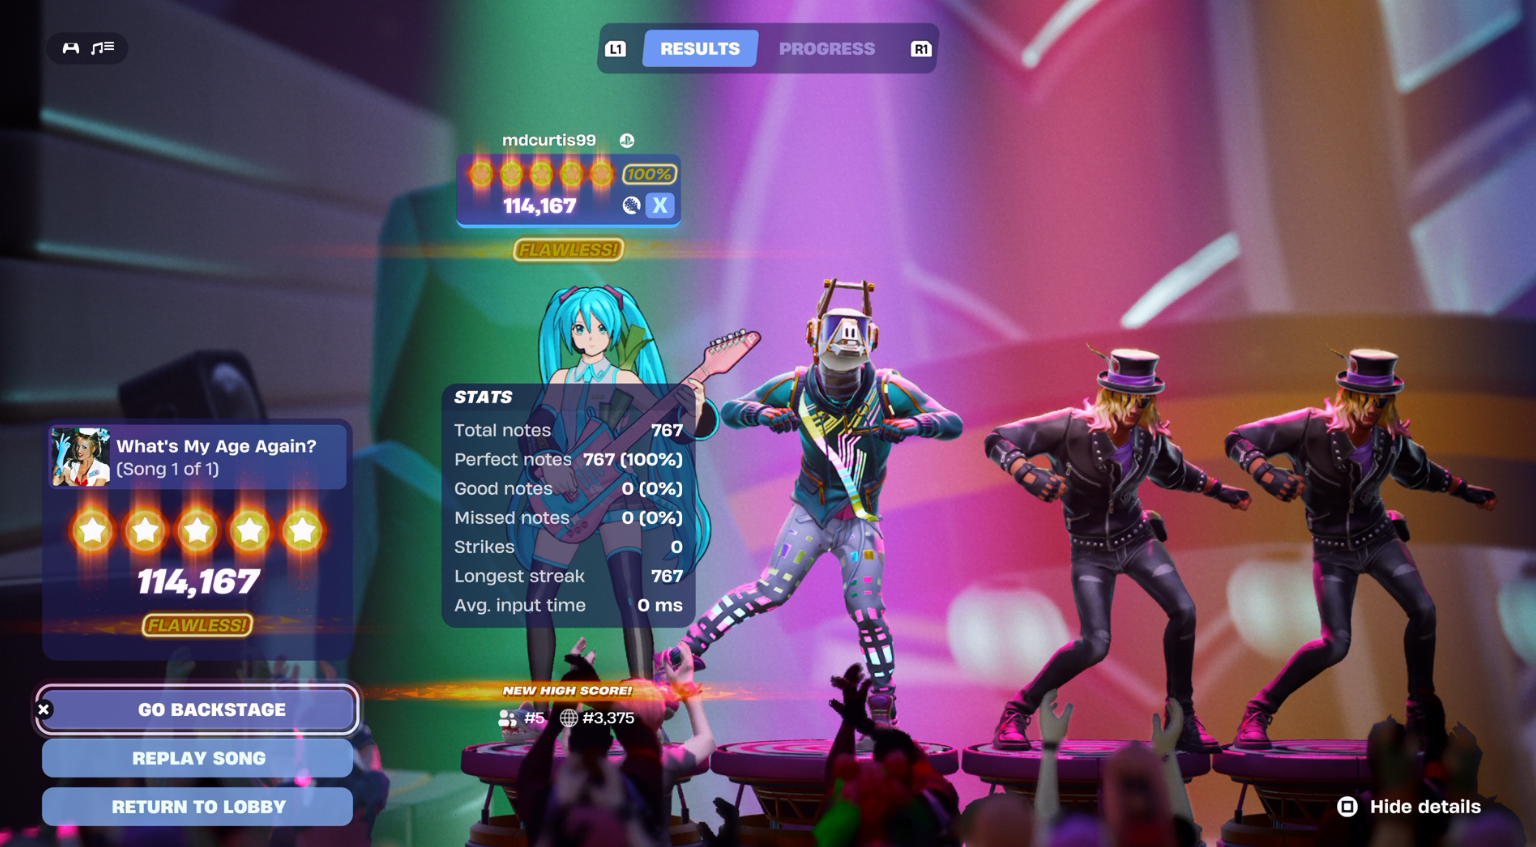 L1
RESULTS
PROGRESS
R1
mdcurtis99
100%
114,167
X
FLAWLESS!
STATS
Total notes 767
Perfect notes 767 (100%)
Good notes 0 (0%)
Missed notes 0 (0%)
Strikes 0
Longest streak 767
Avg. input time 0 ms
NEW HIGH SCORE!
#5 #3,375
What's My Age Again?
(Song 1 of 1)
114,167
FLAWLESS!
GO BACKSTAGE
REPLAY SONG
RETURN TO LOBBY
Hide details